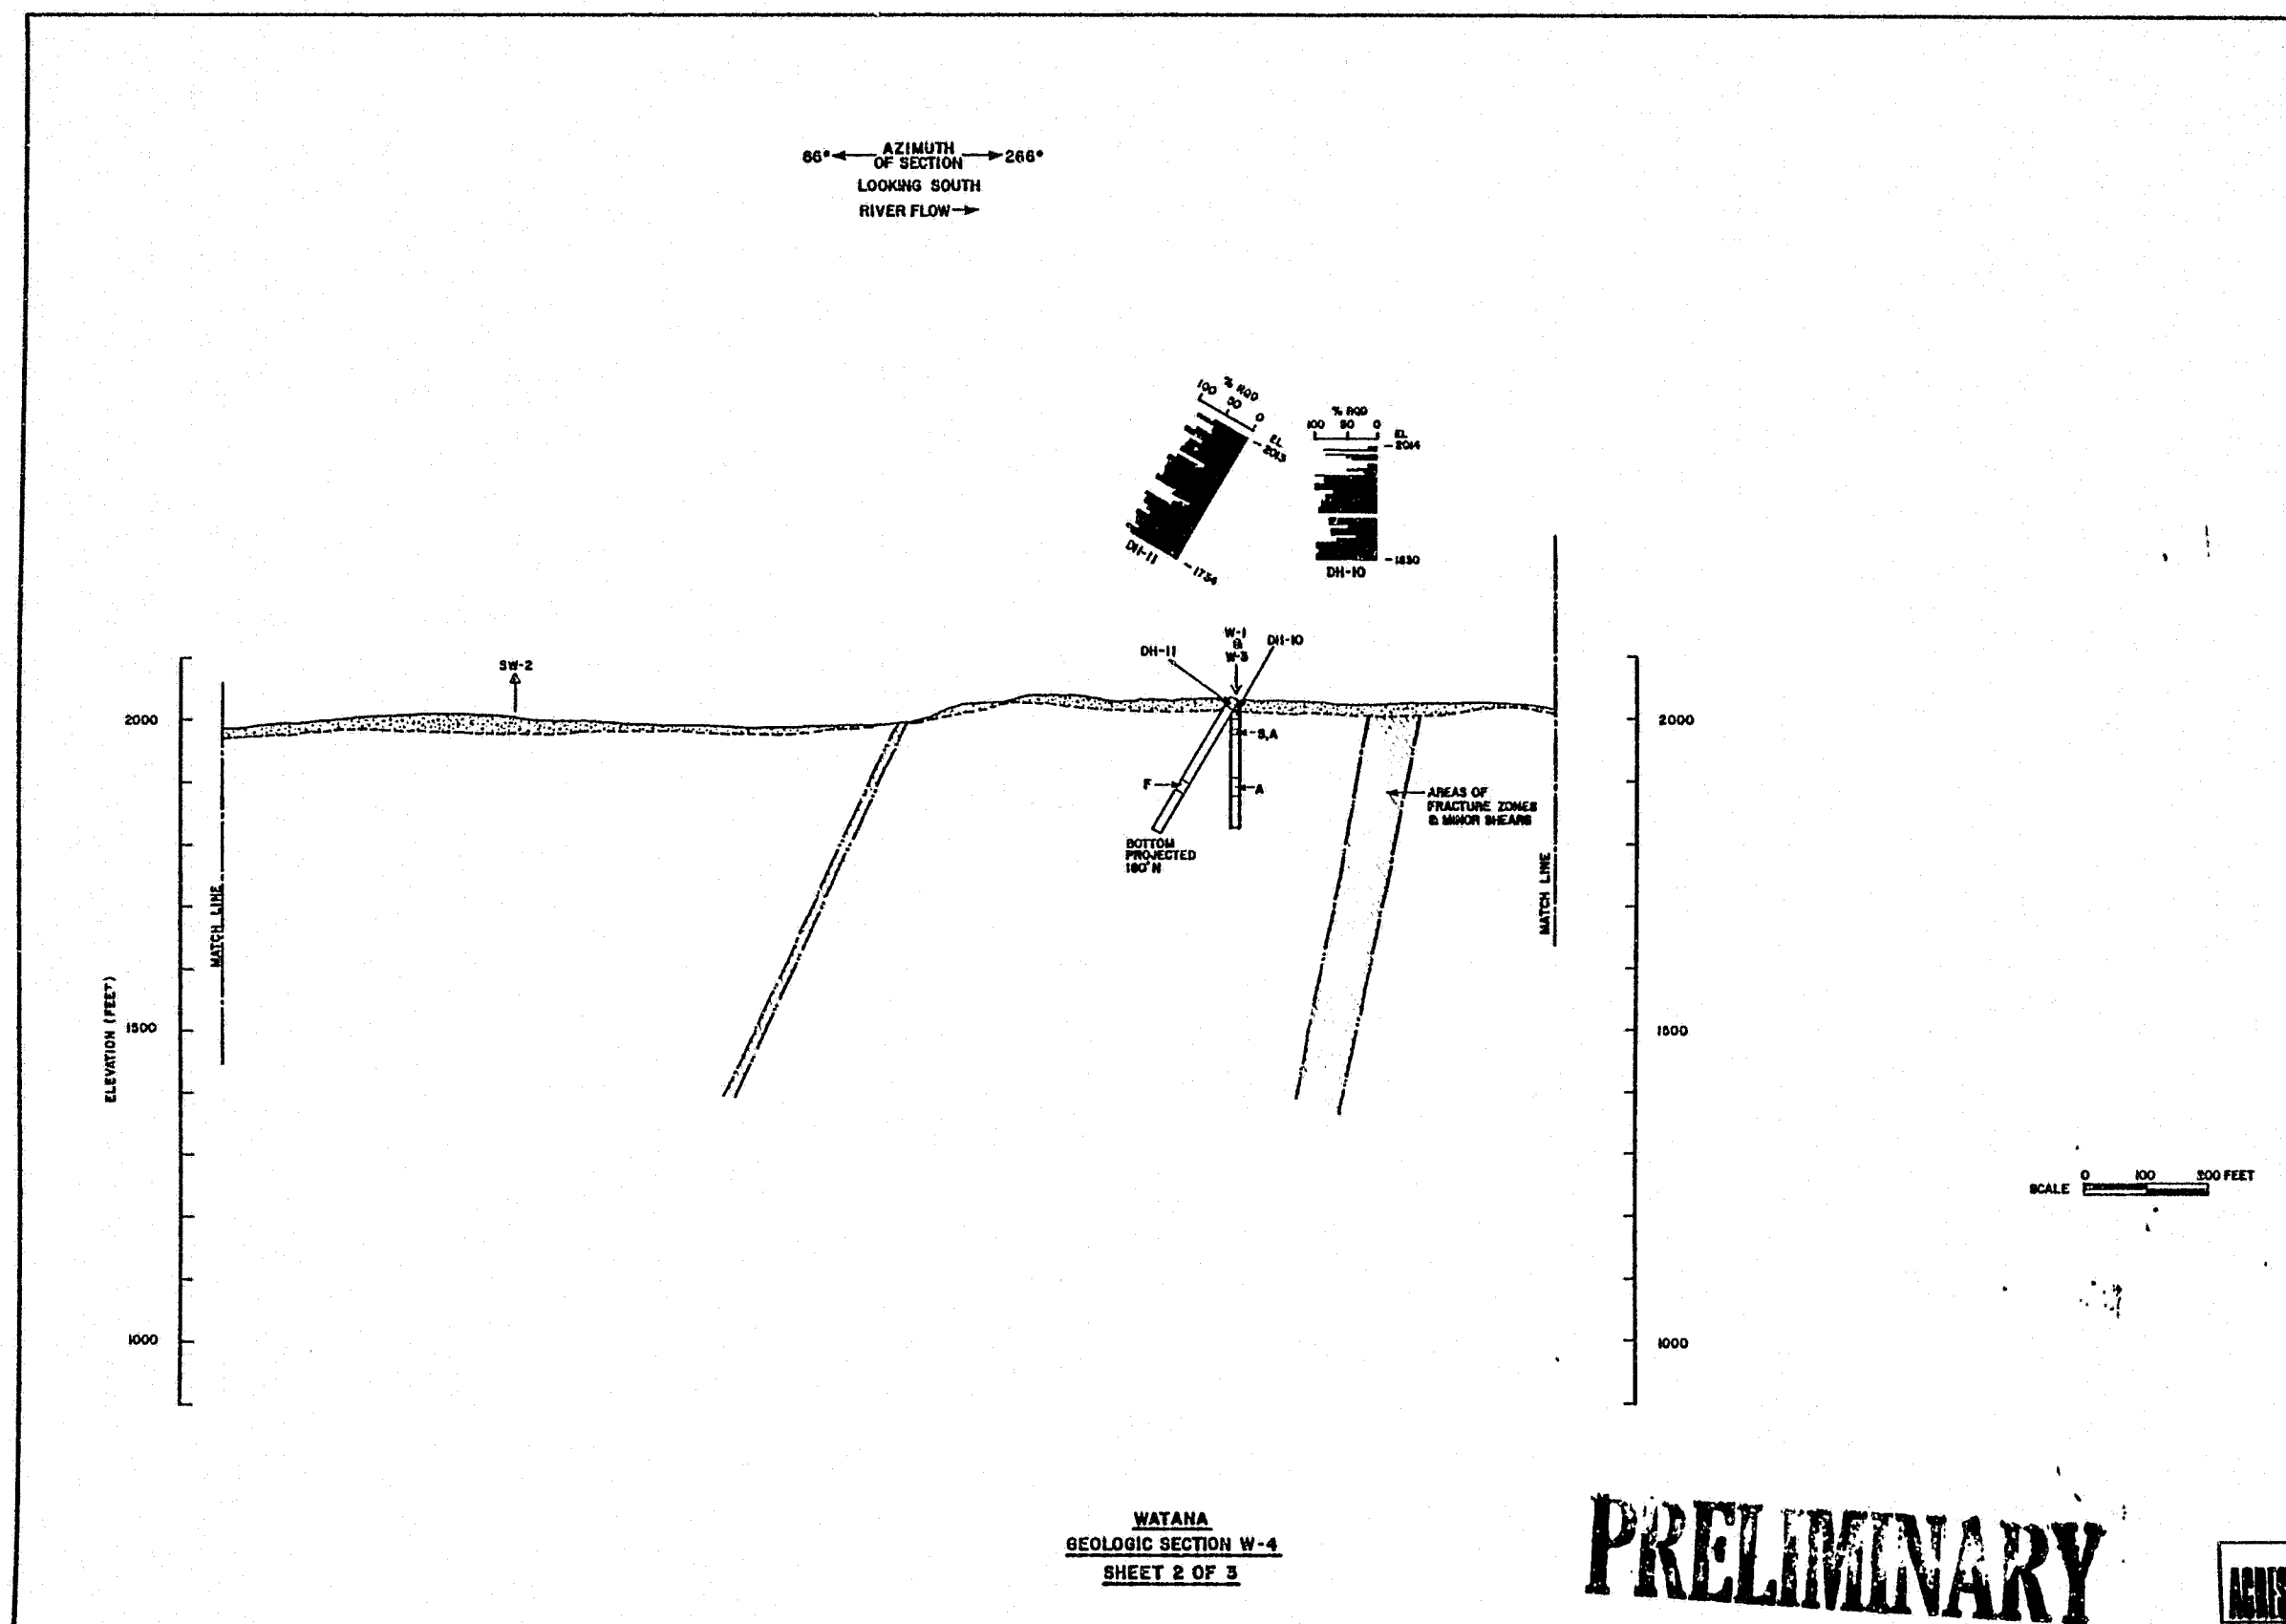 86° AZIMUTH OF SECTION 266°
LOOKING SOUTH
RIVER FLOW
% RQD
100 50 0
EL
2013
1734
DH-11
% RQD
100 50 0
EL
2014
1830
DH-10
SW-2
DH-11
W-1
&
W-3
DH-10
S,A
F
A
BOTTOM
PROJECTED
180' N
AREAS OF
FRACTURE ZONES
& MINOR SHEARS
MATCH LINE
MATCH LINE
ELEVATION (FEET)
2000
1500
1000
2000
1500
1000
SCALE
0 100 200 FEET
WATANA
GEOLOGIC SECTION W-4
SHEET 2 OF 3
PRELIMINARY